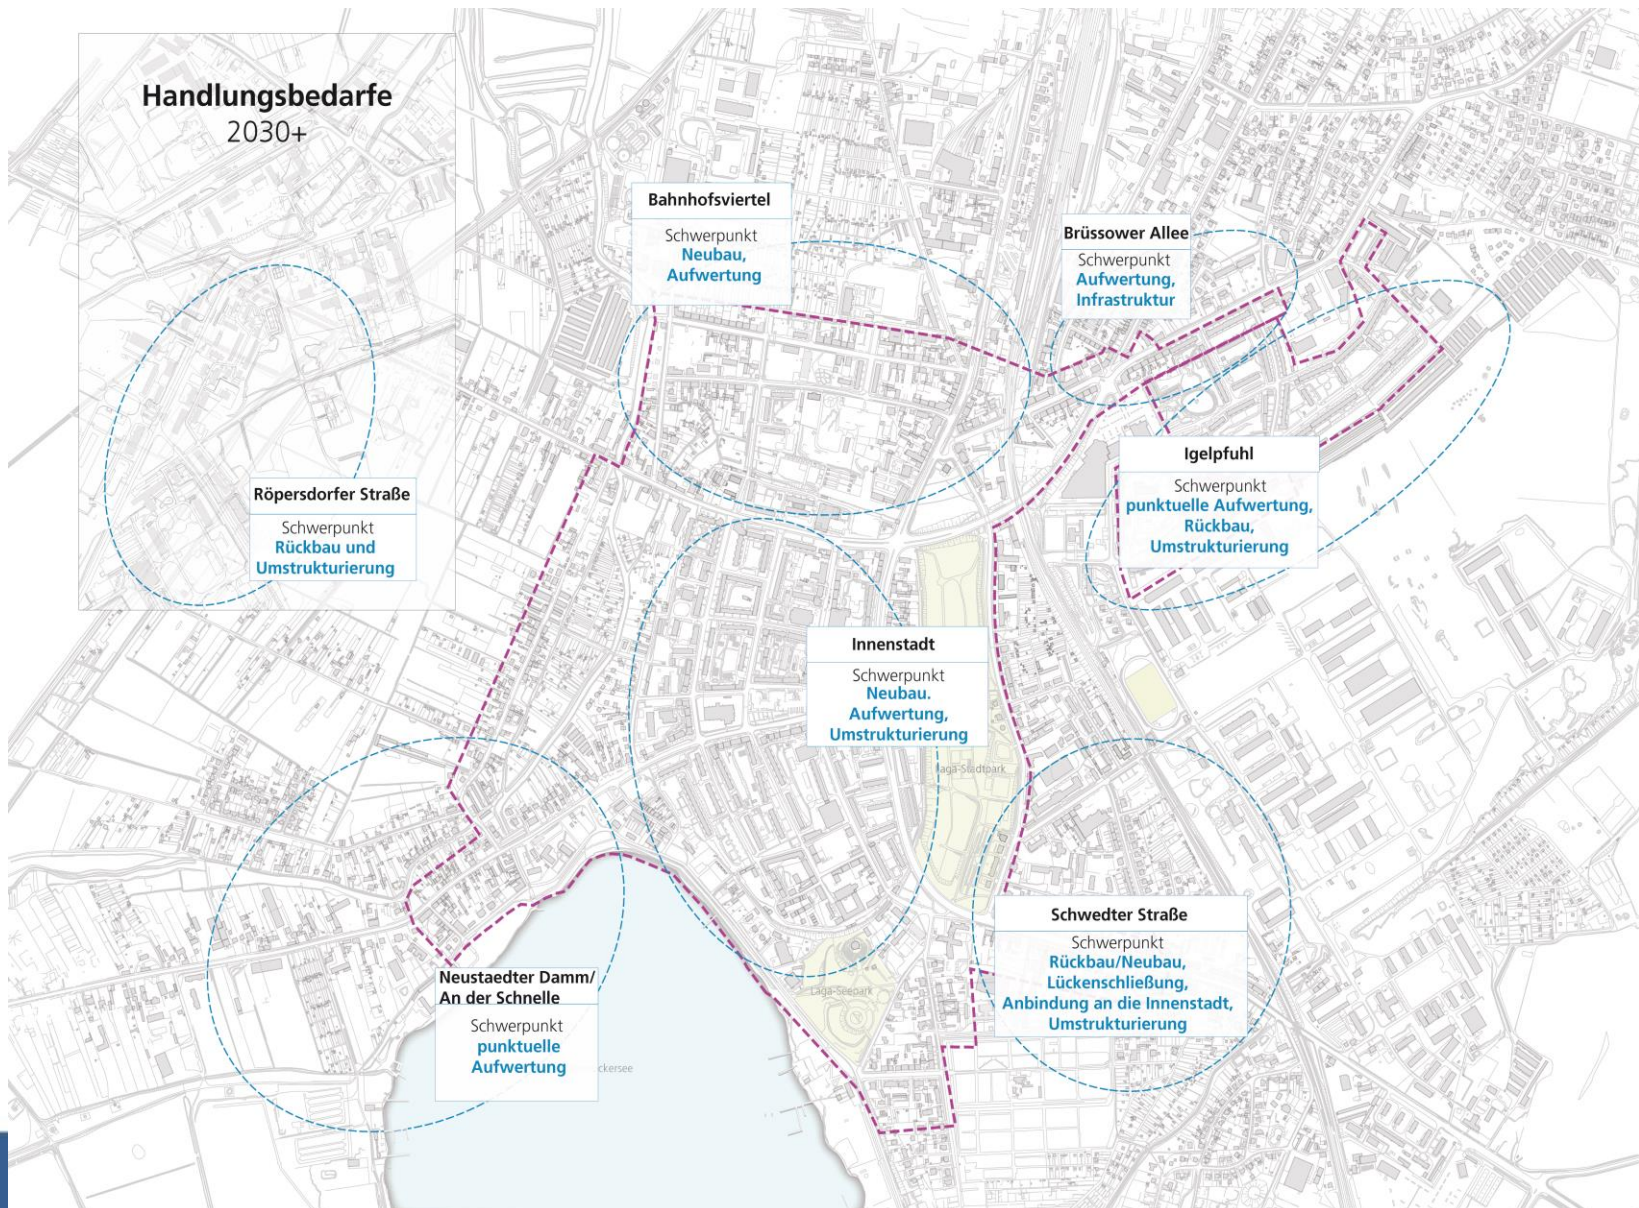 Handlungsbedarfe
2030+
Bahnhofsviertel
Schwerpunkt
Neubau,
Aufwertung
Brüssower Allee
Schwerpunkt
Aufwertung,
Infrastruktur
Igelpfuhl
Schwerpunkt
punktuelle Aufwertung,
Rückbau,
Umstrukturierung
Röpersdorfer Straße
Schwerpunkt
Rückbau und
Umstrukturierung
Innenstadt
Schwerpunkt
Neubau.
Aufwertung,
Umstrukturierung
Laga-Stadtpark
Schwedter Straße
Schwerpunkt
Rückbau/Neubau,
Lückenschließung,
Anbindung an die Innenstadt,
Umstrukturierung
Laga-Seepark
Neustaedter Damm/
An der Schnelle
Schwerpunkt
punktuelle
Aufwertung